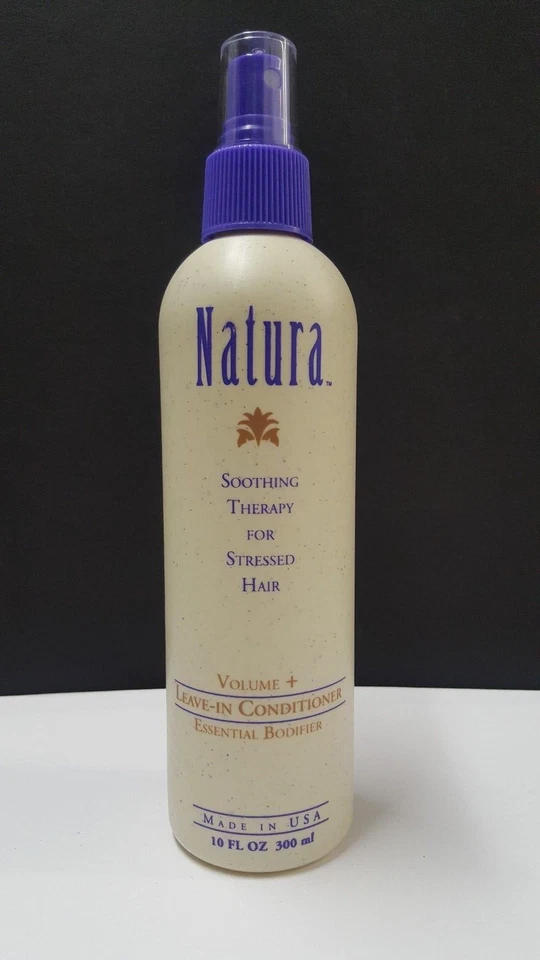 Natura™
Soothing
Therapy
for
Stressed
Hair
Volume +
Leave-in Conditioner
Essential Bodifier
Made in USA
10 FL OZ 300 ml